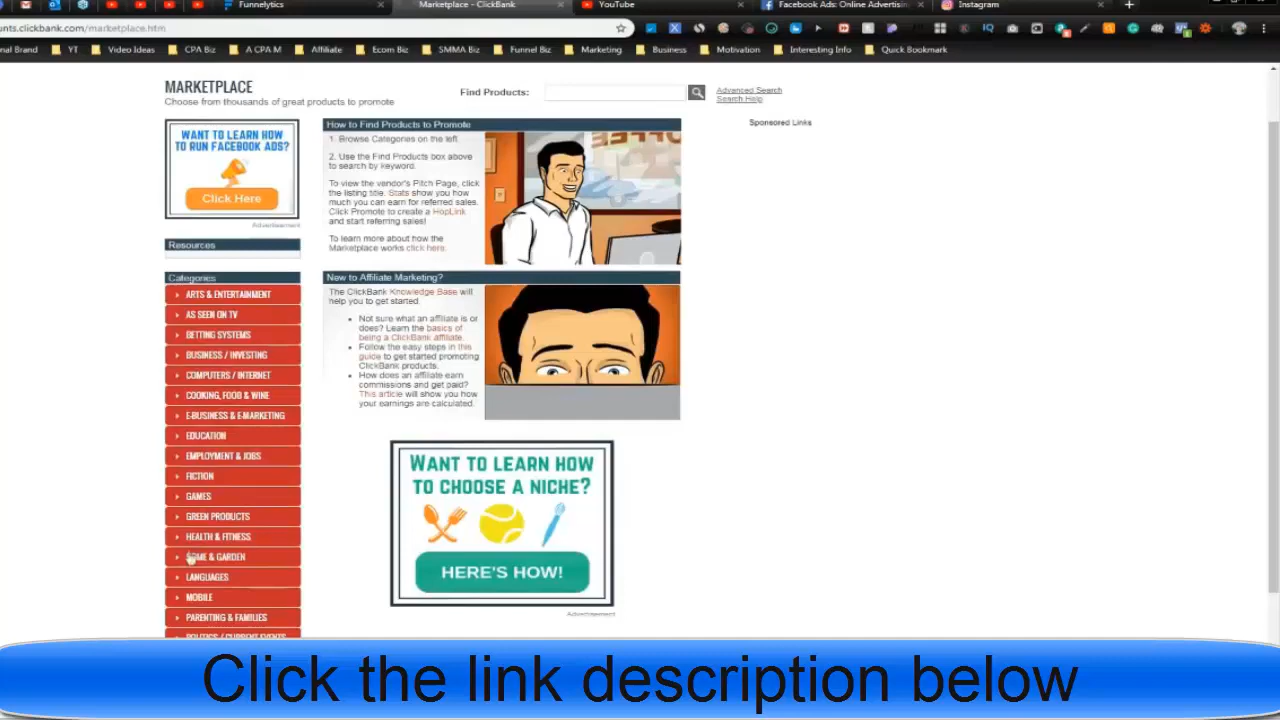 Funnelytics
Marketplace - ClickBank
YouTube
Facebook Ads: Online Advertisin
Instagram
unts.clickbank.com/marketplace.htm
nal Brand
YT
Video Ideas
CPA Biz
A CPA M
Affiliate
Ecom Biz
SMMA Biz
Funnel Biz
Marketing
Business
Motivation
Interesting Info
Quick Bookmark
MARKETPLACE
Choose from thousands of great products to promote
Find Products:
Advanced Search
Search Help
Sponsored Links
WANT TO LEARN HOW
TO RUN FACEBOOK ADS?
Click Here
Advertisement
Resources
Categories
ARTS & ENTERTAINMENT
AS SEEN ON TV
BETTING SYSTEMS
BUSINESS / INVESTING
COMPUTERS / INTERNET
COOKING, FOOD & WINE
E-BUSINESS & E-MARKETING
EDUCATION
EMPLOYMENT & JOBS
FICTION
GAMES
GREEN PRODUCTS
HEALTH & FITNESS
HOME & GARDEN
LANGUAGES
MOBILE
PARENTING & FAMILIES
POLITICS / CURRENT EVENTS
How to Find Products to Promote
1. Browse Categories on the left.
2. Use the Find Products box above
to search by keyword.
To view the vendor's Pitch Page, click
the listing title. Stats show you how
much you can earn for referred sales.
Click Promote to create a HopLink
and start referring sales!
To learn more about how the
Marketplace works click here.
New to Affiliate Marketing?
The ClickBank Knowledge Base will
help you to get started.
• Not sure what an affiliate is or
does? Learn the basics of
being a ClickBank affiliate.
• Follow the easy steps in this
guide to get started promoting
ClickBank products.
• How does an affiliate earn
commissions and get paid?
This article will show you how
your earnings are calculated.
WANT TO LEARN HOW
TO CHOOSE A NICHE?
HERE'S HOW!
Advertisement
Click the link description below